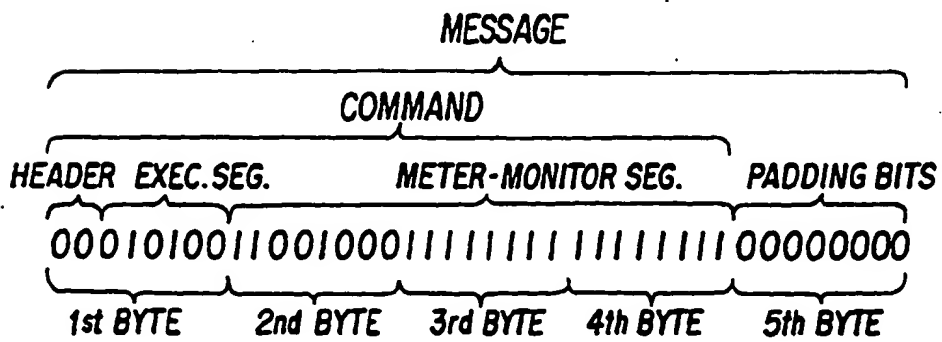 MESSAGE
COMMAND
HEADER EXEC. SEG. METER-MONITOR SEG. PADDING BITS
0001010011001000111111111111111100000000
1st BYTE 2nd BYTE 3rd BYTE 4th BYTE 5th BYTE